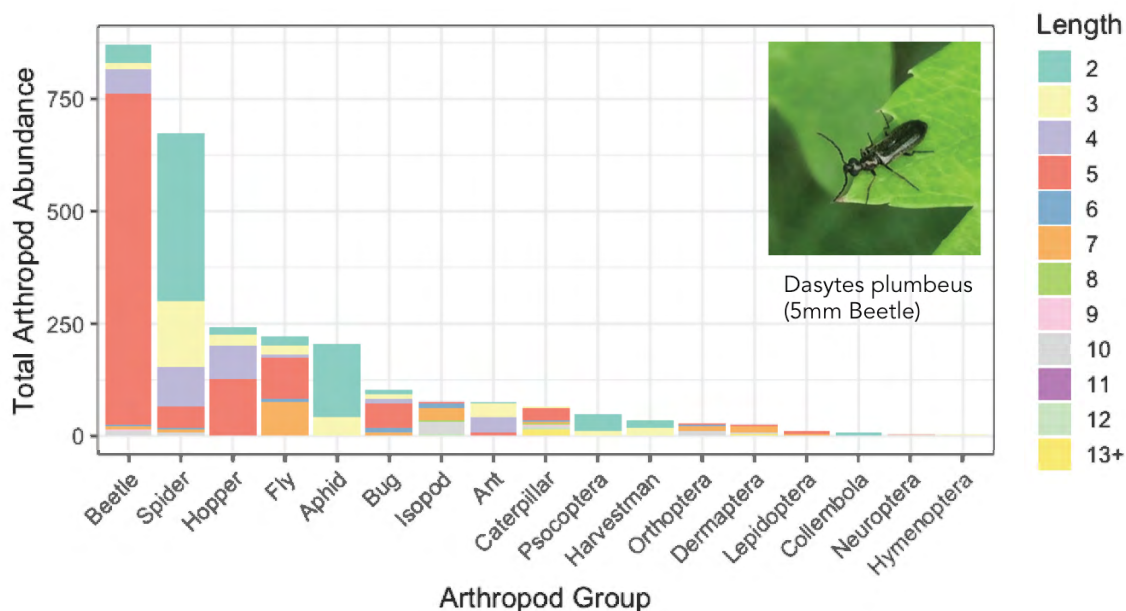 Length
2
3
4
5
6
7
8
9
10
11
12
13+
Total Arthropod Abundance
750
500
250
0
Dasytes plumbeus
(5mm Beetle)
Beetle
Spider
Hopper
Fly
Aphid
Bug
Isopod
Ant
Caterpillar
Psocoptera
Harvestman
Orthoptera
Dermaptera
Lepidoptera
Collembola
Neuroptera
Hymenoptera
Arthropod Group